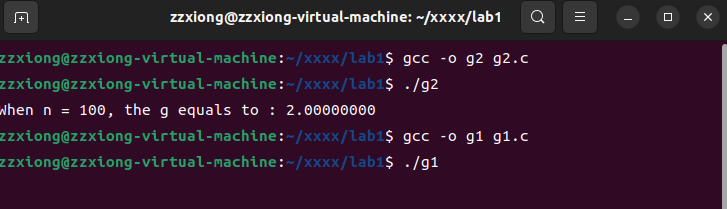 zzxiong@zzxiong-virtual-machine: ~/xxxx/lab1
zzxiong@zzxiong-virtual-machine:~/xxxx/lab1$ gcc -o g2 g2.c
zzxiong@zzxiong-virtual-machine:~/xxxx/lab1$ ./g2
When n = 100, the g equals to : 2.00000000
zzxiong@zzxiong-virtual-machine:~/xxxx/lab1$ gcc -o g1 g1.c
zzxiong@zzxiong-virtual-machine:~/xxxx/lab1$ ./g1